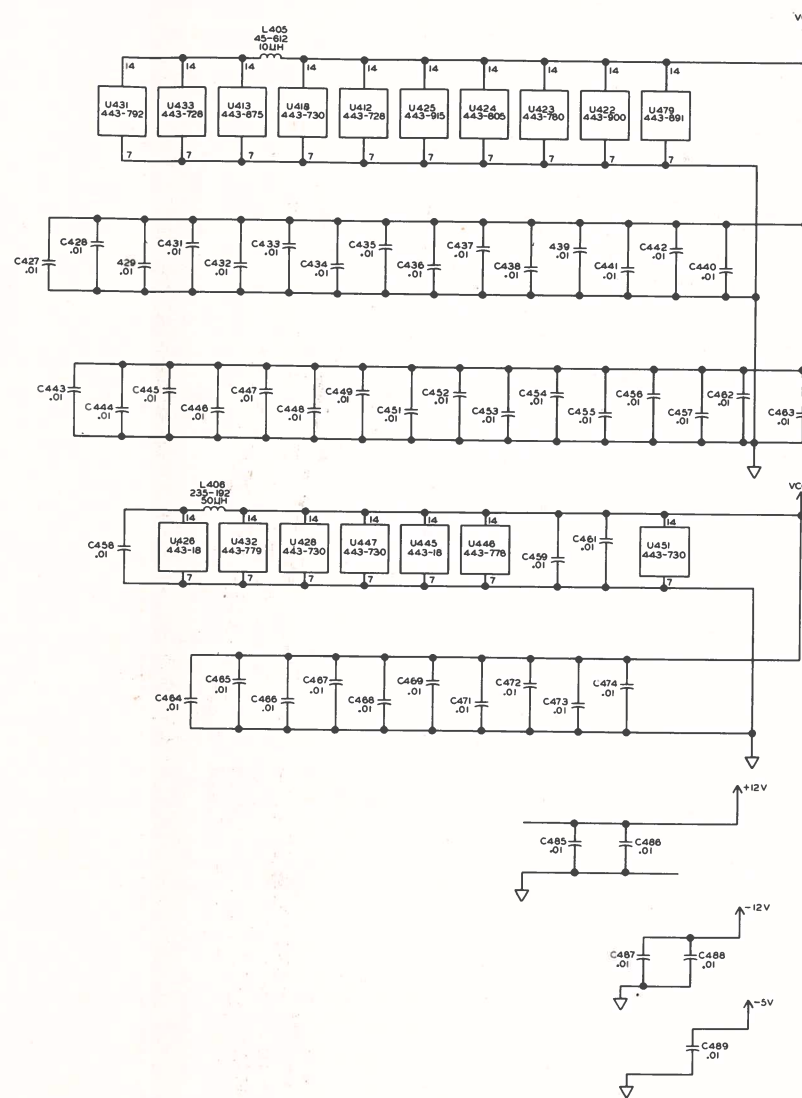 VC
L405
45-612
10UH
14 14 14 14 14 14 14 14 14 14
U431
443-792
U433
443-728
U413
443-875
U418
443-730
U412
443-728
U425
443-915
U424
443-805
U423
443-780
U422
443-900
U479
443-891
7 7 7 7 7 7 7 7 7 7
C427
.01
C428
.01
429
.01
C431
.01
C432
.01
C433
.01
C434
.01
C435
.01
C436
.01
C437
.01
C438
.01
439
.01
C441
.01
C442
.01
C440
.01
C443
.01
C444
.01
C445
.01
C446
.01
C447
.01
C448
.01
C449
.01
C451
.01
C452
.01
C453
.01
C454
.01
C455
.01
C456
.01
C457
.01
C462
.01
C463
.01
L406
235-192
50UH
VC
14 14 14 14 14 14 14
C458
.01
U426
443-18
U432
443-779
U428
443-730
U447
443-730
U445
443-18
U446
443-778
C459
.01
C461
.01
U451
443-730
7 7 7 7 7 7 7
C464
.01
C465
.01
C466
.01
C467
.01
C468
.01
C469
.01
C471
.01
C472
.01
C473
.01
C474
.01
+12V
C485
.01
C486
.01
-12V
C487
.01
C488
.01
-5V
C489
.01